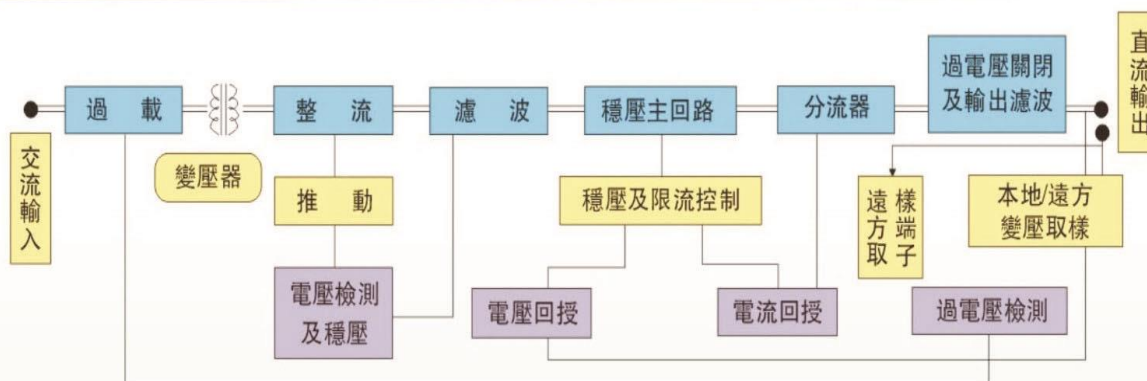 過載
整流
濾波
穩壓主回路
分流器
過電壓關閉
及輸出濾波
直流輸出
交流輸入
變壓器
推動
穩壓及限流控制
遠方取
樣端子
本地/遠方
變壓取樣
電壓檢測
及穩壓
電壓回授
電流回授
過電壓檢測